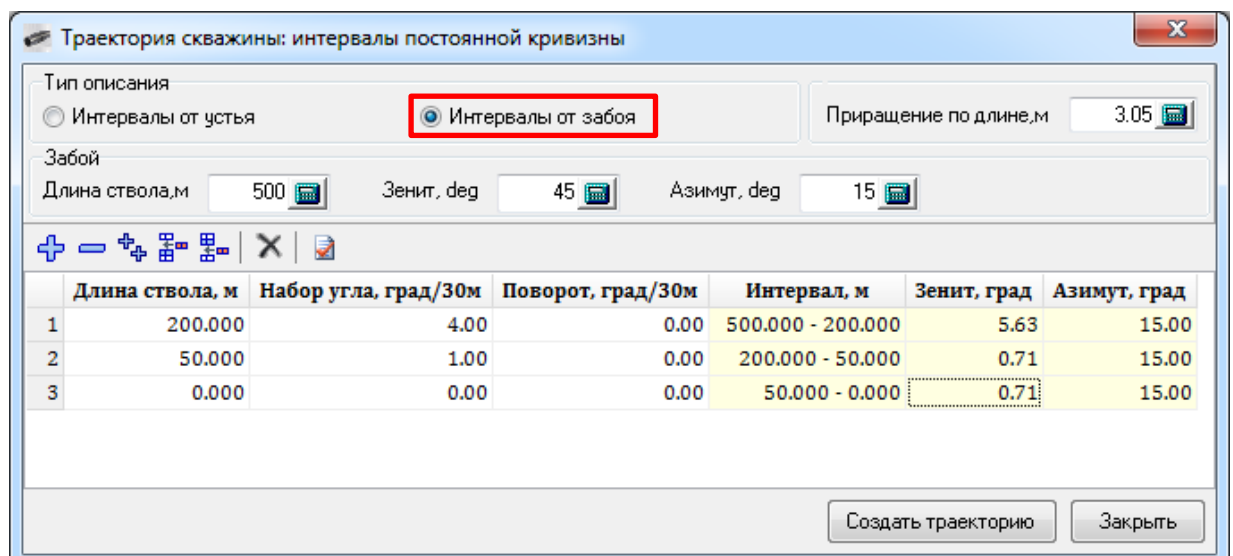 Траектория скважины: интервалы постоянной кривизны
Тип описания
Интервалы от устья Интервалы от забоя Приращение по длине,м 3.05
Забой
Длина ствола,м 500 Зенит, deg 45 Азимут, deg 15
Длина ствола, м Набор угла, град/30м Поворот, град/30м Интервал, м Зенит, град Азимут, град
1 200.000 4.00 0.00 500.000 - 200.000 5.63 15.00
2 50.000 1.00 0.00 200.000 - 50.000 0.71 15.00
3 0.000 0.00 0.00 50.000 - 0.000 0.71 15.00
Создать траекторию Закрыть